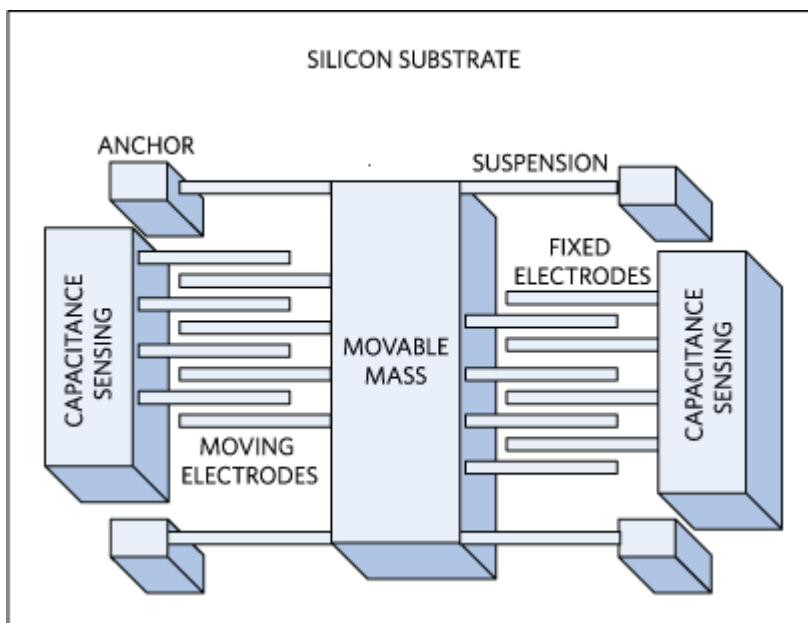 SILICON SUBSTRATE
ANCHOR
SUSPENSION
FIXED
ELECTRODES
CAPACITANCE
SENSING
MOVABLE
MASS
CAPACITANCE
SENSING
MOVING
ELECTRODES